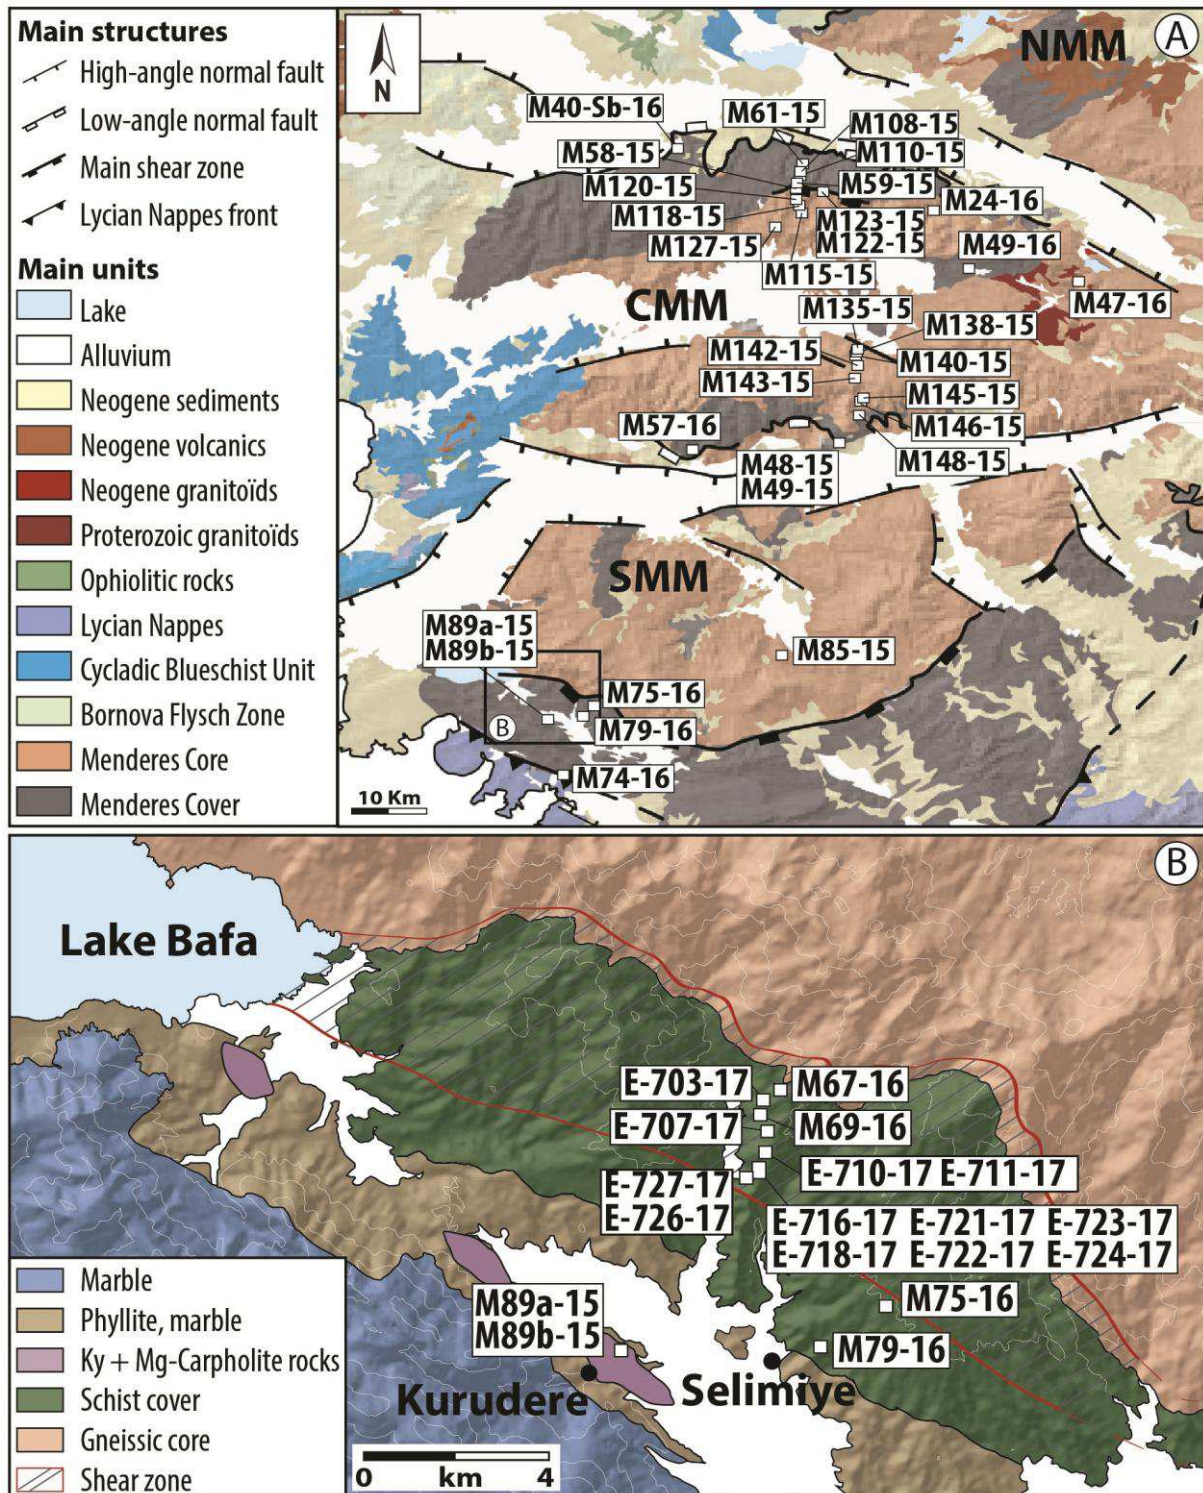 Main structures
High-angle normal fault
Low-angle normal fault
Main shear zone
Lycian Nappes front
Main units
Lake
Alluvium
Neogene sediments
Neogene volcanics
Neogene granitoïds
Proterozoic granitoïds
Ophiolitic rocks
Lycian Nappes
Cycladic Blueschist Unit
Bornova Flysch Zone
Menderes Core
Menderes Cover
N
NMM
A
M40-Sb-16
M61-15
M108-15
M58-15
M110-15
M120-15
M59-15
M24-16
M118-15
M123-15
M122-15
M127-15
M49-16
M115-15
M47-16
CMM
M135-15
M138-15
M142-15
M140-15
M143-15
M145-15
M57-16
M146-15
M48-15
M49-15
M148-15
SMM
M89a-15
M89b-15
M85-15
M75-16
B
M79-16
M74-16
10 Km
B
Lake Bafa
E-703-17
M67-16
E-707-17
M69-16
E-710-17 E-711-17
E-727-17
E-726-17
E-716-17 E-721-17 E-723-17
E-718-17 E-722-17 E-724-17
M75-16
M89a-15
M89b-15
M79-16
Kurudere
Selimiye
0 km 4
Marble
Phyllite, marble
Ky + Mg-Carpholite rocks
Schist cover
Gneissic core
Shear zone